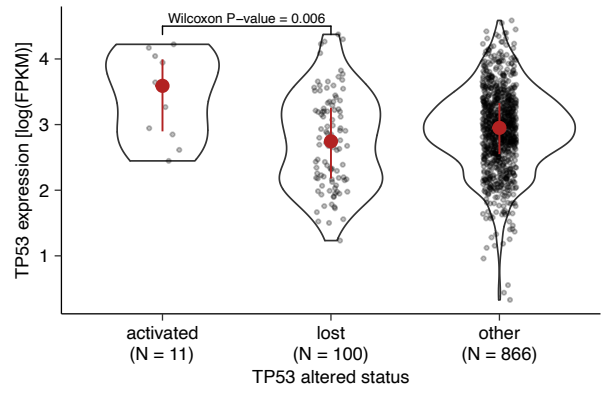 Wilcoxon P−value = 0.006
TP53 expression [log(FPKM)]
4
3
2
1
activated
(N = 11)
lost
(N = 100)
other
(N = 866)
TP53 altered status